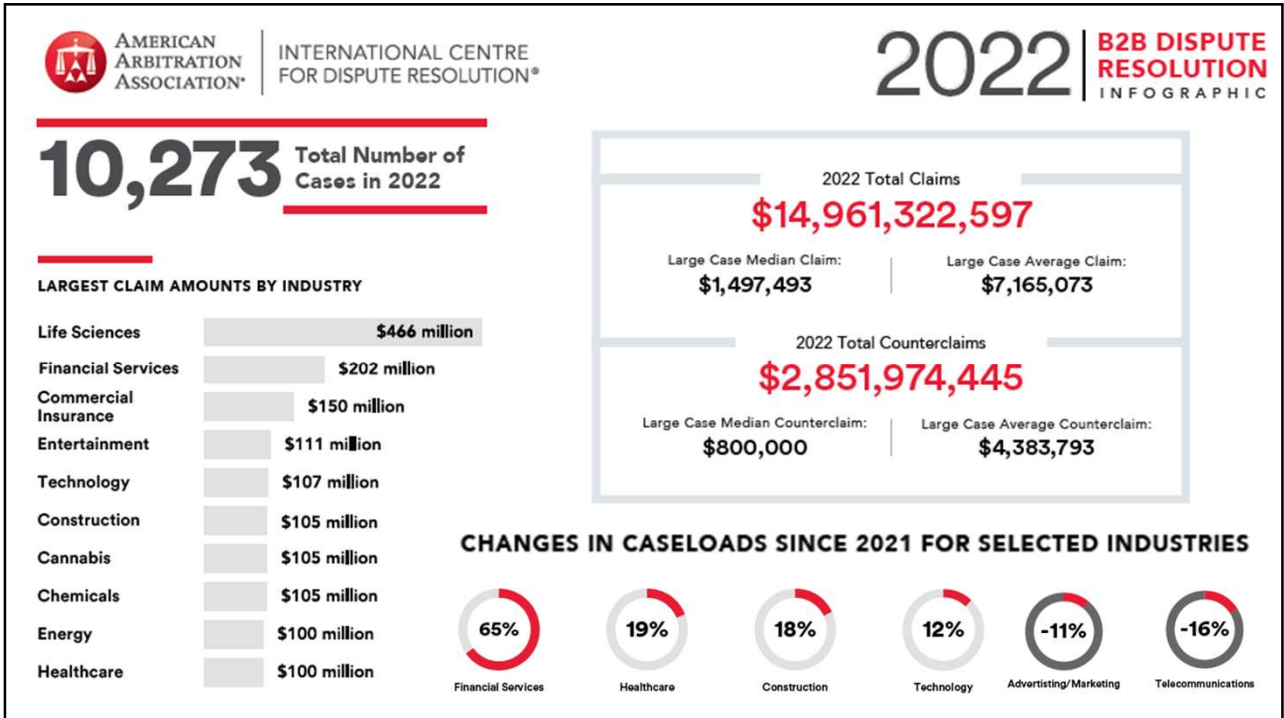 AMERICAN
ARBITRATION
ASSOCIATION®
INTERNATIONAL CENTRE
FOR DISPUTE RESOLUTION®
2022
B2B DISPUTE
RESOLUTION
INFOGRAPHIC
10,273
Total Number of
Cases in 2022
LARGEST CLAIM AMOUNTS BY INDUSTRY
Life Sciences $466 million
Financial Services $202 million
Commercial
Insurance $150 million
Entertainment $111 million
Technology $107 million
Construction $105 million
Cannabis $105 million
Chemicals $105 million
Energy $100 million
Healthcare $100 million
2022 Total Claims
$14,961,322,597
Large Case Median Claim:
$1,497,493
Large Case Average Claim:
$7,165,073
2022 Total Counterclaims
$2,851,974,445
Large Case Median Counterclaim:
$800,000
Large Case Average Counterclaim:
$4,383,793
CHANGES IN CASELOADS SINCE 2021 FOR SELECTED INDUSTRIES
65%
Financial Services
19%
Healthcare
18%
Construction
12%
Technology
-11%
Advertisting/Marketing
-16%
Telecommunications